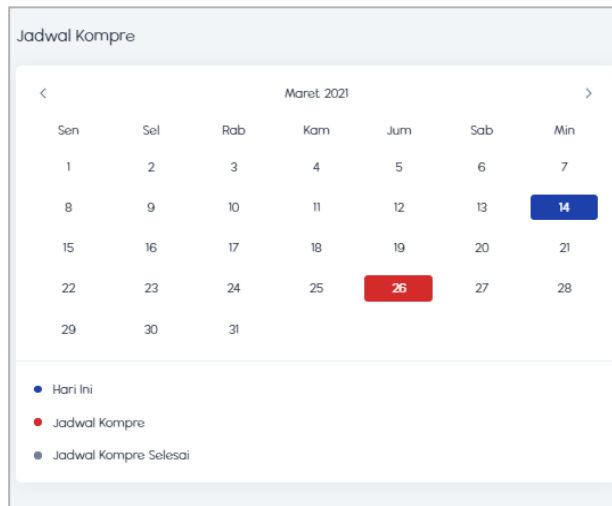 Jadwal Kompre
Maret 2021
Sen Sel Rab Kam Jum Sab Min
1 2 3 4 5 6 7
8 9 10 11 12 13 14
15 16 17 18 19 20 21
22 23 24 25 26 27 28
29 30 31
Hari Ini
Jadwal Kompre
Jadwal Kompre Selesai